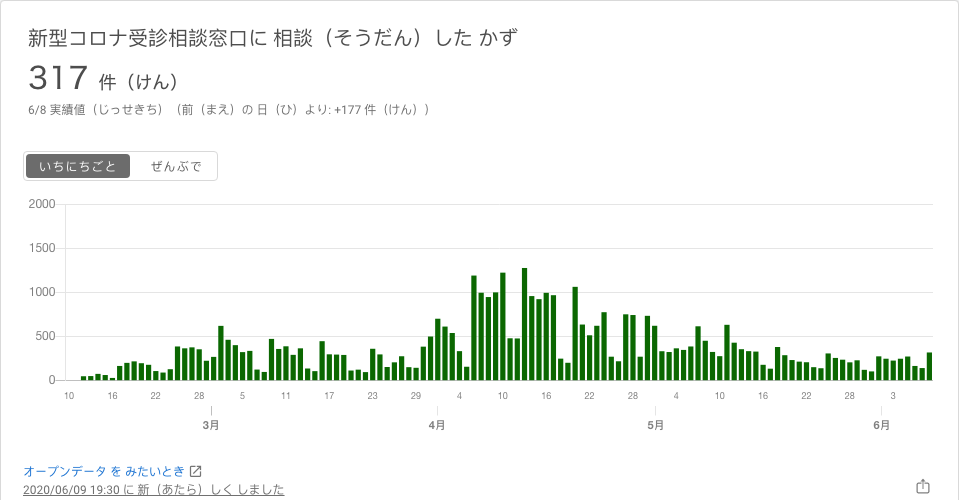 新型コロナ受診相談窓口に 相談（そうだん）した かず
317 件（けん）
6/8 実績値（じっせきち）（前（まえ）の 日（ひ）より: +177 件（けん））
いちにちごと ぜんぶで
2000
1500
1000
500
0
10 16 22 28 5 11 17 23 29 4 10 16 22 28 4 10 16 22 28 3
3月 4月 5月 6月
オープンデータ を みたいとき
2020/06/09 19:30 に 新（あたら）しく しました